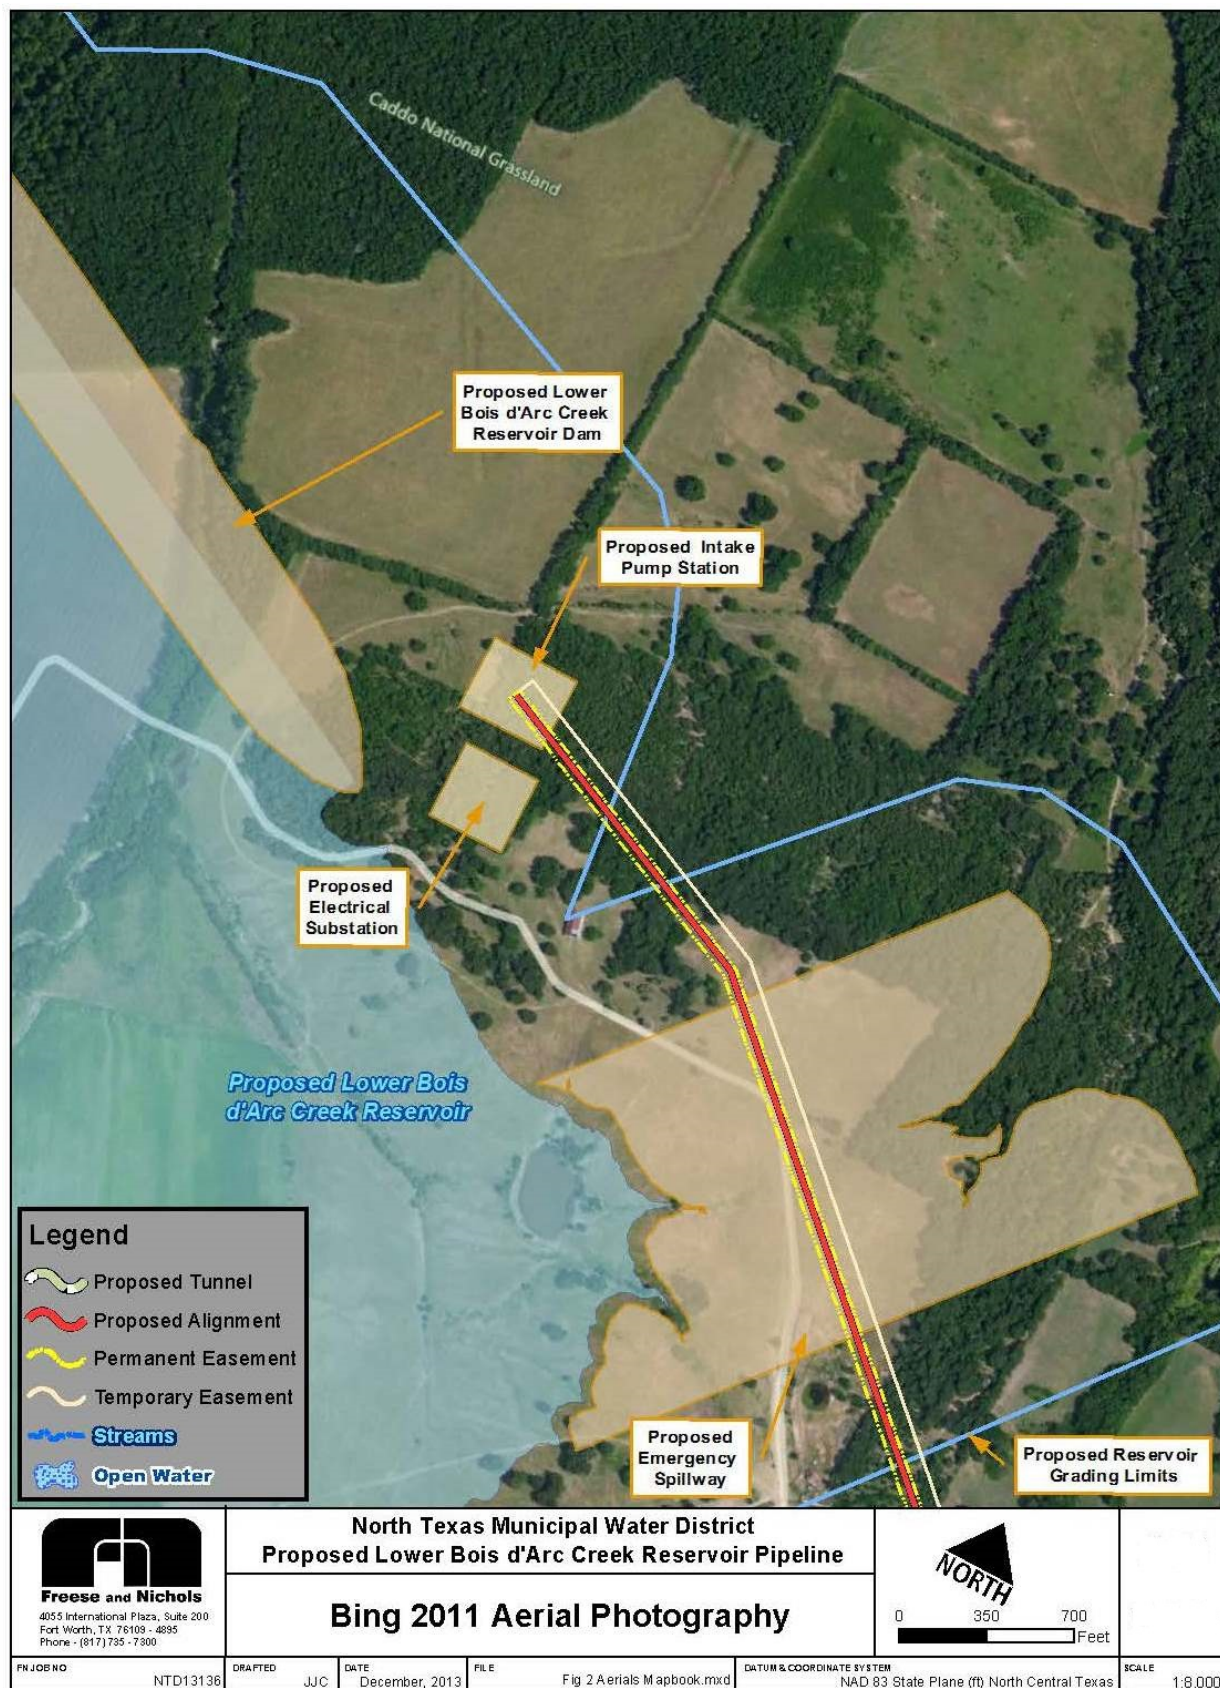 Caddo National Grassland
Proposed Lower
Bois d'Arc Creek
Reservoir Dam
Proposed Intake
Pump Station
Proposed
Electrical
Substation
Proposed Lower Bois
d'Arc Creek Reservoir
Legend
Proposed Tunnel
Proposed Alignment
Permanent Easement
Temporary Easement
Streams
Open Water
Proposed
Emergency
Spillway
Proposed Reservoir
Grading Limits
Freese and Nichols
4055 International Plaza, Suite 200
Fort Worth, TX 76109 - 4895
Phone - (817) 735 - 7300
North Texas Municipal Water District
Proposed Lower Bois d'Arc Creek Reservoir Pipeline
Bing 2011 Aerial Photography
NORTH
0 350 700
Feet
FN JOB NO
NTD13136
DRAFTED
JJC
DATE
December, 2013
FILE
Fig 2 Aerials Mapbook.mxd
DATUM & COORDINATE SYSTEM
NAD 83 State Plane (ft) North Central Texas
SCALE
1:8,000